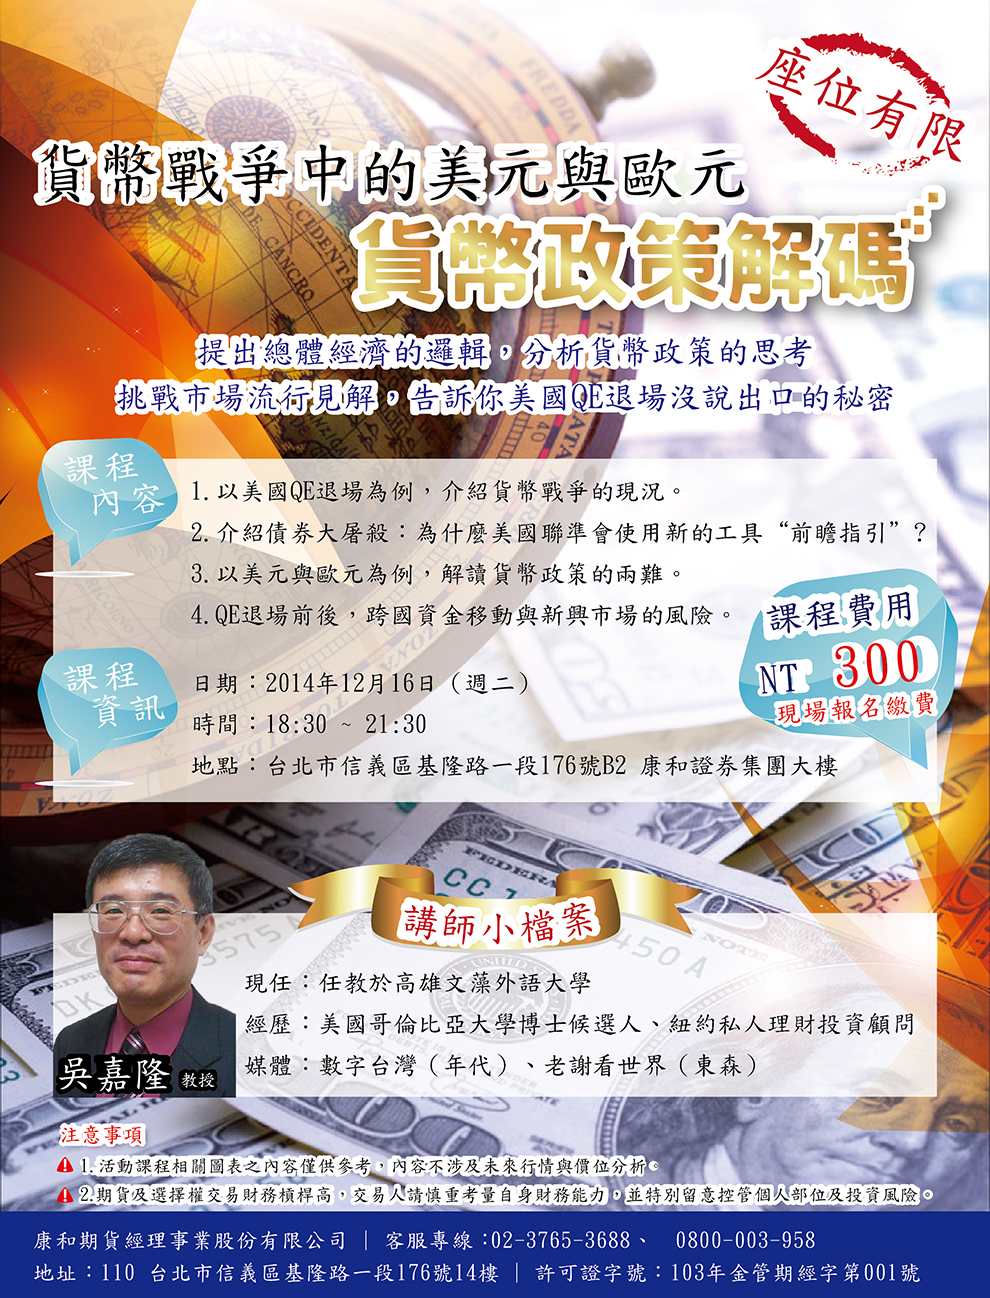 座位有限
貨幣戰爭中的美元與歐元
貨幣政策解碼
提出總體經濟的邏輯，分析貨幣政策的思考
挑戰市場流行見解，告訴你美國QE退場沒說出口的秘密
課程
內容
1.以美國QE退場為例，介紹貨幣戰爭的現況。
2.介紹債券大屠殺：為什麼美國聯準會使用新的工具“前瞻指引”？
3.以美元與歐元為例，解讀貨幣政策的兩難。
4.QE退場前後，跨國資金移動與新興市場的風險。
課程費用
NT 300
現場報名繳費
課程
資訊
日期：2014年12月16日（週二）
時間：18:30 ~ 21:30
地點：台北市信義區基隆路一段176號B2 康和證券集團大樓
講師小檔案
現任：任教於高雄文藻外語大學
經歷：美國哥倫比亞大學博士候選人、紐約私人理財投資顧問
媒體：數字台灣（年代）、老謝看世界（東森）
吳嘉隆 教授
注意事項
1.活動課程相關圖表之內容僅供參考，內容不涉及未來行情與價位分析。
2.期貨及選擇權交易財務槓桿高，交易人請慎重考量自身財務能力，並特別留意控管個人部位及投資風險。
康和期貨經理事業股份有限公司 | 客服專線：02-3765-3688、 0800-003-958
地址：110 台北市信義區基隆路一段176號14樓 | 許可證字號：103年金管期經字第001號